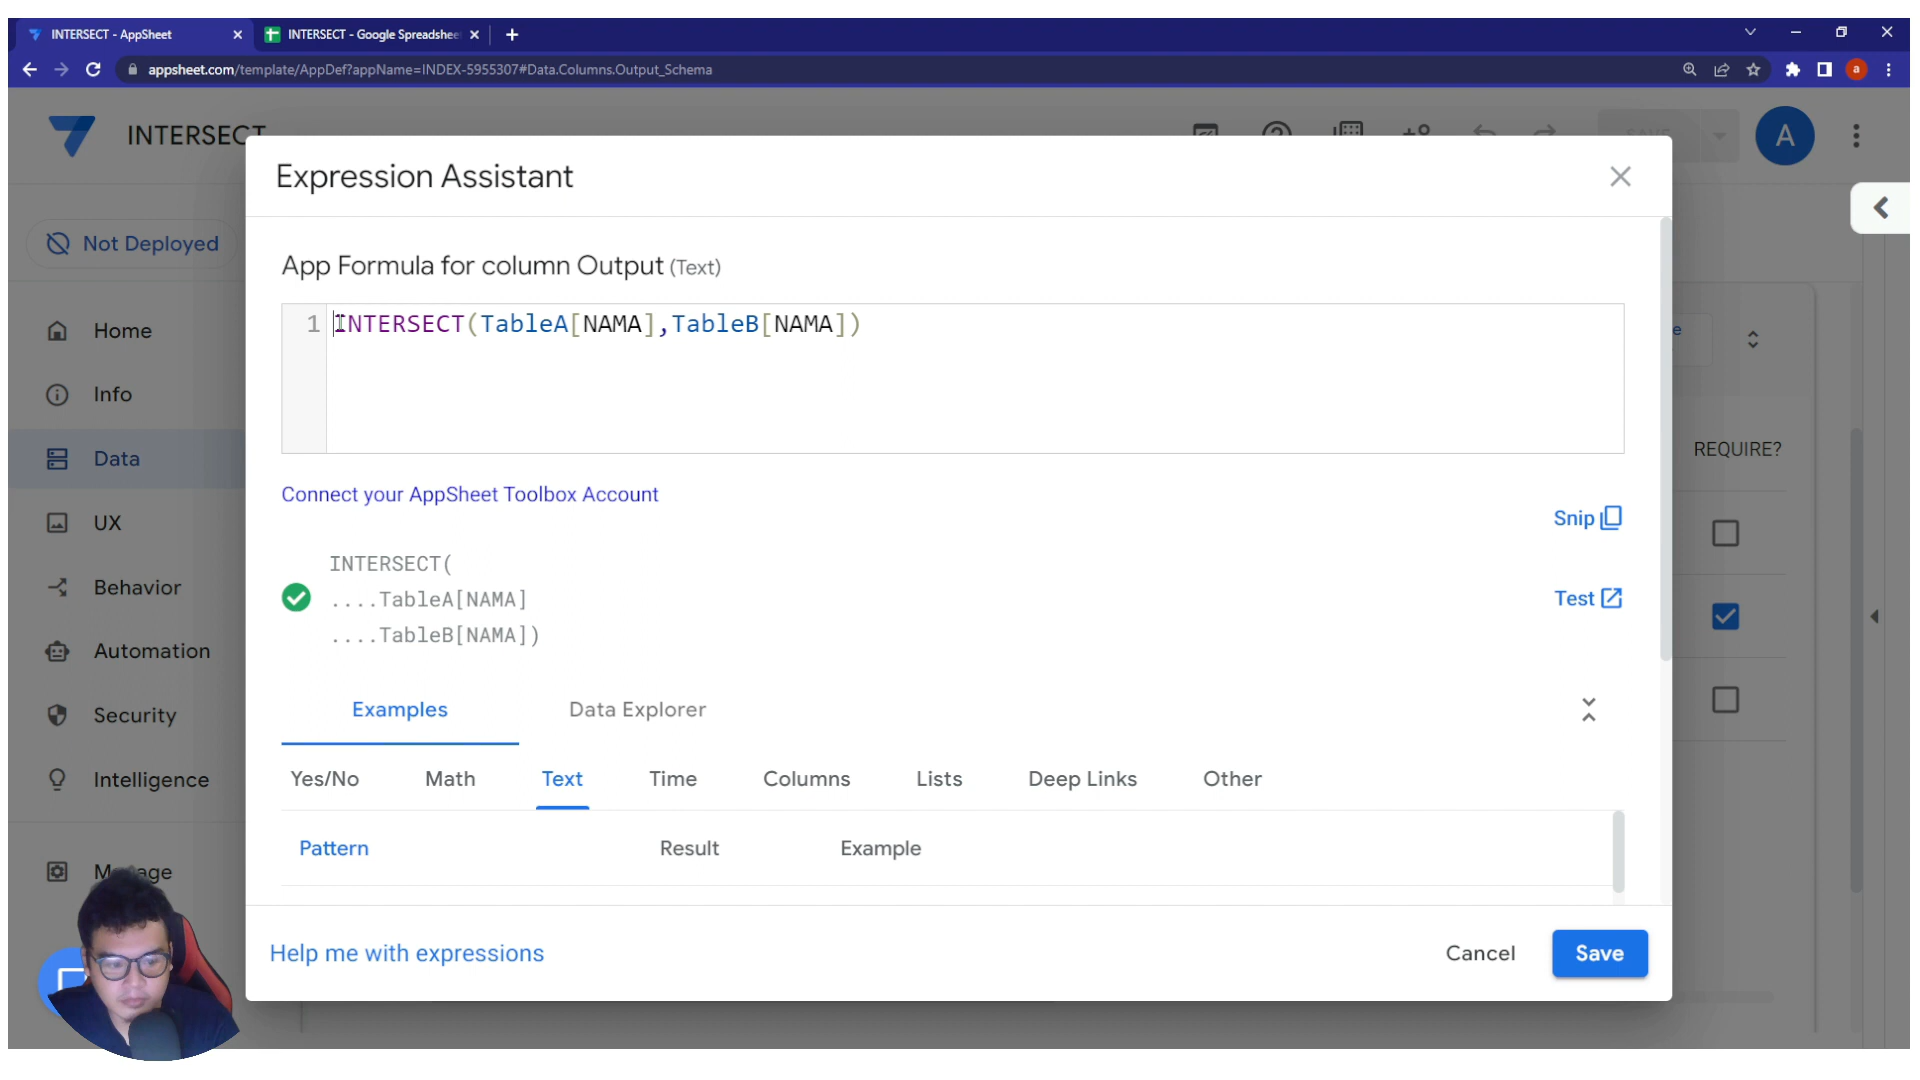 INTERSECT - AppSheet
INTERSECT - Google Spreadshee
appsheet.com/template/AppDef?appName=INDEX-5955307#Data.Columns.Output_Schema
a
INTERSECT
SAVE
A
Not Deployed
Home
Info
Data
UX
Behavior
Automation
Security
Intelligence
Manage
Expression Assistant
App Formula for column Output (Text)
1 INTERSECT(TableA[NAMA],TableB[NAMA])
Connect your AppSheet Toolbox Account
Snip
INTERSECT(
....TableA[NAMA]
....TableB[NAMA])
Test
Examples Data Explorer
Yes/No Math Text Time Columns Lists Deep Links Other
Pattern Result Example
Help me with expressions
Cancel Save
REQUIRE?